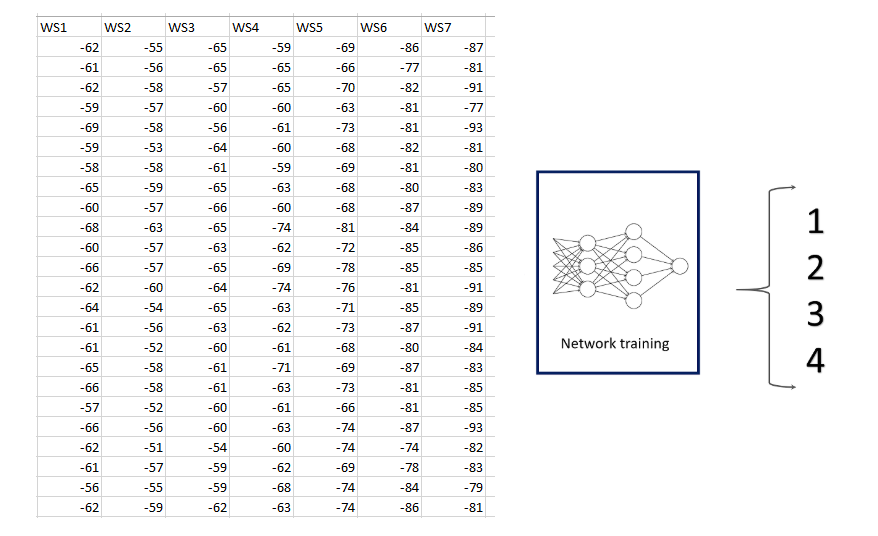 WS1 WS2 WS3 WS4 WS5 WS6 WS7
-62 -55 -65 -59 -69 -86 -87
-61 -56 -65 -65 -66 -77 -81
-62 -58 -57 -65 -70 -82 -91
-59 -57 -60 -60 -63 -81 -77
-69 -58 -56 -61 -73 -81 -93
-59 -53 -64 -60 -68 -82 -81
-58 -58 -61 -59 -69 -81 -80
-65 -59 -65 -63 -68 -80 -83
-60 -57 -66 -60 -68 -87 -89
-68 -63 -65 -74 -81 -84 -89
-60 -57 -63 -62 -72 -85 -86
-66 -57 -65 -69 -78 -85 -85
-62 -60 -64 -74 -76 -81 -91
-64 -54 -65 -63 -71 -85 -89
-61 -56 -63 -62 -73 -87 -91
-61 -52 -60 -61 -68 -80 -84
-65 -58 -61 -71 -69 -87 -83
-66 -58 -61 -63 -73 -81 -85
-57 -52 -60 -61 -66 -81 -85
-66 -56 -60 -63 -74 -87 -93
-62 -51 -54 -60 -74 -74 -82
-61 -57 -59 -62 -69 -78 -83
-56 -55 -59 -68 -74 -84 -79
-62 -59 -62 -63 -74 -86 -81
Network training
1
2
3
4